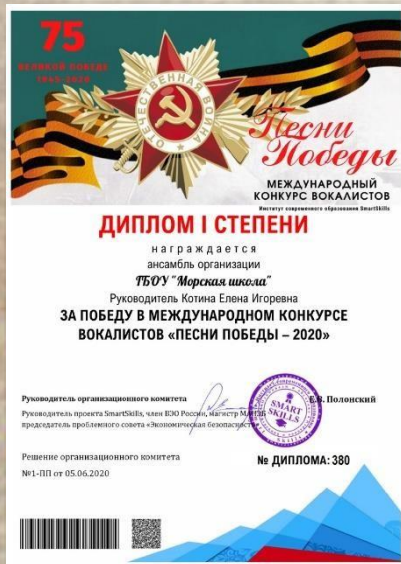 75
ВЕЛИКОЙ ПОБЕДЕ
1945-2020
ОТЕЧЕСТВЕННАЯ ВОЙНА
Песни
Победы
МЕЖДУНАРОДНЫЙ
КОНКУРС ВОКАЛИСТОВ
Институт современного образования SmartSkills
ДИПЛОМ I СТЕПЕНИ
награждается
ансамбль организации
ГБОУ "Морская школа"
Руководитель Котина Елена Игоревна
ЗА ПОБЕДУ В МЕЖДУНАРОДНОМ КОНКУРСЕ
ВОКАЛИСТОВ «ПЕСНИ ПОБЕДЫ – 2020»
Руководитель организационного комитета
Е.В. Полонский
Руководитель проекта SmartSkills, член ВЭО России, магистр
председатель проблемного совета «Экономическая безопасность»
SMART
SKILLS
Решение организационного комитета
№ ДИПЛОМА: 380
№1-ПП от 05.06.2020